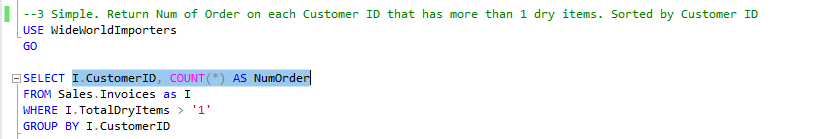 --3 Simple. Return Num of Order on each Customer ID that has more than 1 dry items. Sorted by Customer ID
USE WideWorldImporters
GO
SELECT I.CustomerID, COUNT(*) AS NumOrder
FROM Sales.Invoices as I
WHERE I.TotalDryItems > '1'
GROUP BY I.CustomerID